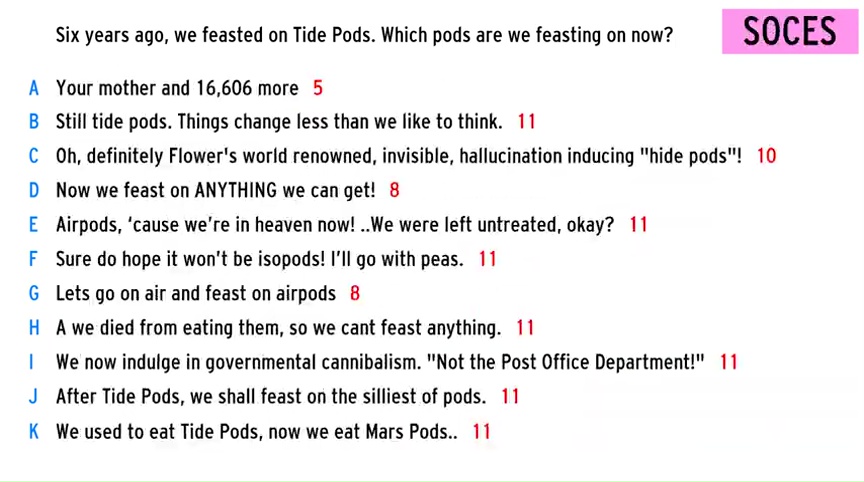 Six years ago, we feasted on Tide Pods. Which pods are we feasting on now?
SOCES
A Your mother and 16,606 more 5
B Still tide pods. Things change less than we like to think. 11
C Oh, definitely Flower's world renowned, invisible, hallucination inducing "hide pods"! 10
D Now we feast on ANYTHING we can get! 8
E Airpods, ‘cause we’re in heaven now! ..We were left untreated, okay? 11
F Sure do hope it won’t be isopods! I’ll go with peas. 11
G Lets go on air and feast on airpods 8
H A we died from eating them, so we cant feast anything. 11
I We now indulge in governmental cannibalism. "Not the Post Office Department!" 11
J After Tide Pods, we shall feast on the silliest of pods. 11
K We used to eat Tide Pods, now we eat Mars Pods.. 11